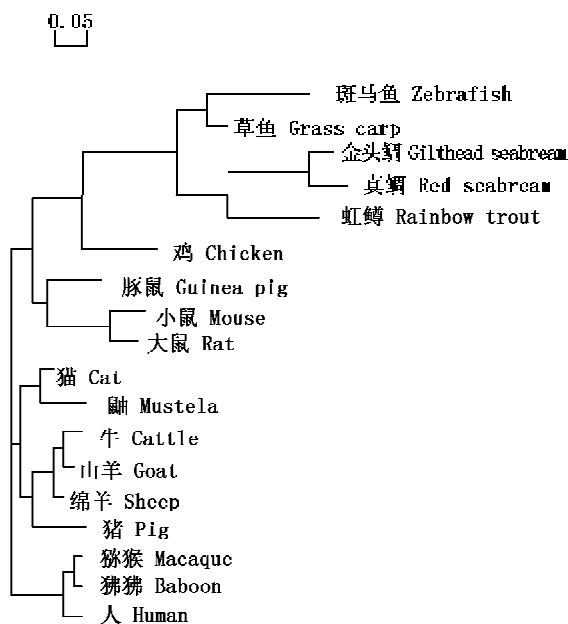 0.05
斑马鱼 Zebrafish
草鱼 Grass carp
金头鲷 Gilthead seabream
真鲷 Red seabream
虹鳟 Rainbow trout
鸡 Chicken
豚鼠 Guinea pig
小鼠 Mouse
大鼠 Rat
猫 Cat
鼬 Mustela
牛 Cattle
山羊 Goat
绵羊 Sheep
猪 Pig
猕猴 Macaque
狒狒 Baboon
人 Human